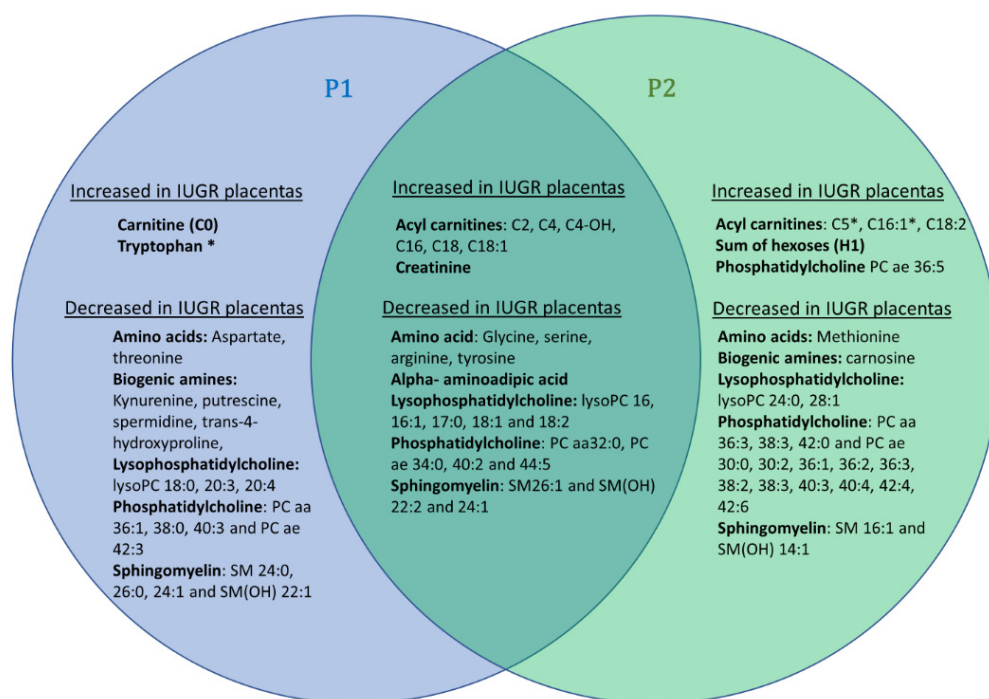 P1
P2
Increased in IUGR placentas
Carnitine (C0)
Tryptophan *
Decreased in IUGR placentas
Amino acids: Aspartate,
threonine
Biogenic amines:
Kynurenine, putrescine,
spermidine, trans-4-
hydroxyproline,
Lysophosphatidylcholine:
lysoPC 18:0, 20:3, 20:4
Phosphatidylcholine: PC aa
36:1, 38:0, 40:3 and PC ae
42:3
Sphingomyelin: SM 24:0,
26:0, 24:1 and SM(OH) 22:1
Increased in IUGR placentas
Acyl carnitines: C2, C4, C4-OH,
C16, C18, C18:1
Creatinine
Decreased in IUGR placentas
Amino acid: Glycine, serine,
arginine, tyrosine
Alpha- aminoadipic acid
Lysophosphatidylcholine: lysoPC 16,
16:1, 17:0, 18:1 and 18:2
Phosphatidylcholine: PC aa32:0, PC
ae 34:0, 40:2 and 44:5
Sphingomyelin: SM26:1 and SM(OH)
22:2 and 24:1
Increased in IUGR placentas
Acyl carnitines: C5*, C16:1*, C18:2
Sum of hexoses (H1)
Phosphatidylcholine PC ae 36:5
Decreased in IUGR placentas
Amino acids: Methionine
Biogenic amines: carnosine
Lysophosphatidylcholine:
lysoPC 24:0, 28:1
Phosphatidylcholine: PC aa
36:3, 38:3, 42:0 and PC ae
30:0, 30:2, 36:1, 36:2, 36:3,
38:2, 38:3, 40:3, 40:4, 42:4,
42:6
Sphingomyelin: SM 16:1 and
SM(OH) 14:1